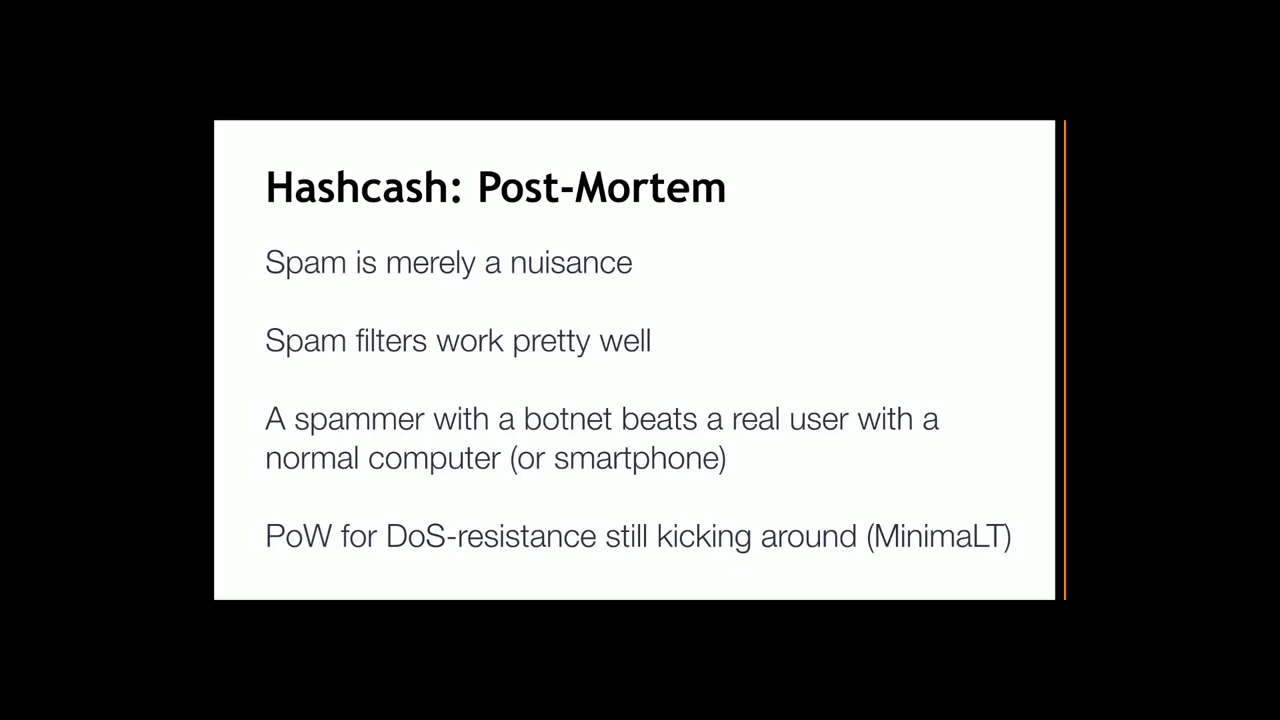 Hashcash: Post-Mortem
Spam is merely a nuisance
Spam filters work pretty well
A spammer with a botnet beats a real user with a
normal computer (or smartphone)
PoW for DoS-resistance still kicking around (MinimaLT)